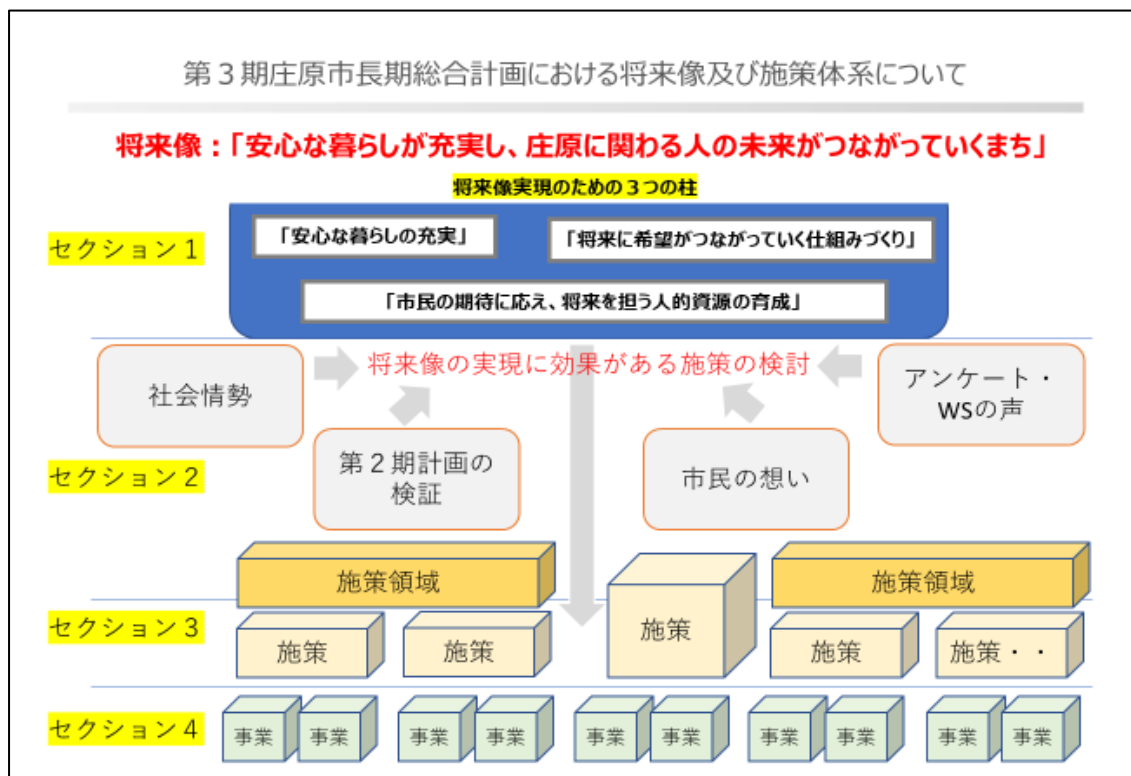 第３期庄原市長期総合計画における将来像及び施策体系について
将来像：「安心な暮らしが充実し、庄原に関わる人の未来がつながっていくまち」
将来像実現のための３つの柱
セクション１
「安心な暮らしの充実」
「将来に希望がつながっていく仕組みづくり」
「市民の期待に応え、将来を担う人的資源の育成」
将来像の実現に効果がある施策の検討
社会情勢
アンケート・
WSの声
セクション２
第２期計画の
検証
市民の想い
施策領域
施策領域
セクション３
施策
施策
施策
施策
施策・・
セクション４
事業
事業
事業
事業
事業
事業
事業
事業
事業
事業